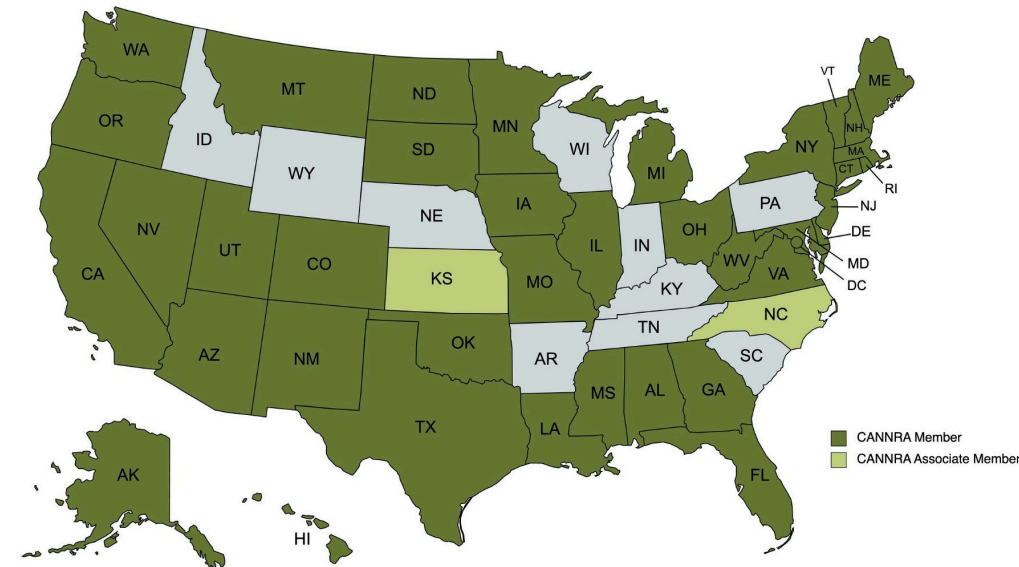 WA
MT
ND
MN
OR
ID
SD
WI
MI
NY
VT
ME
NH
MA
CT
RI
WY
IA
NE
PA
NJ
NV
UT
CO
IL
IN
OH
DE
MD
DC
WV
VA
CA
KS
MO
KY
NC
TN
AZ
NM
OK
AR
SC
MS
AL
GA
TX
LA
FL
AK
HI
CANNRA Member
CANNRA Associate Member